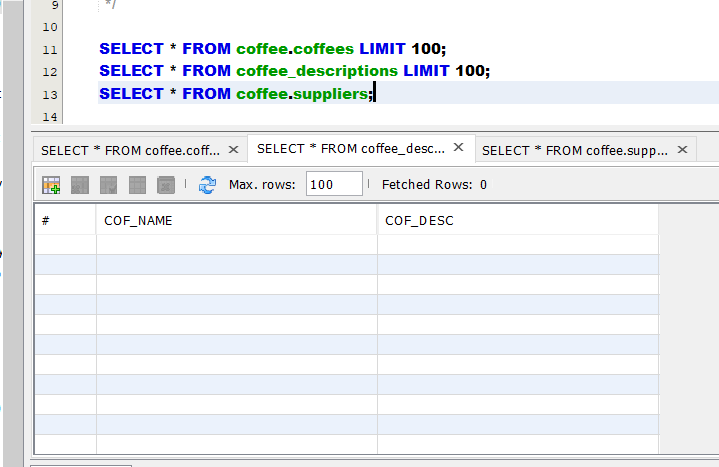 9 */
10
11 SELECT * FROM coffee.coffees LIMIT 100;
12 SELECT * FROM coffee_descriptions LIMIT 100;
13 SELECT * FROM coffee.suppliers;
14
SELECT * FROM coffee.coff... × SELECT * FROM coffee_desc... × SELECT * FROM coffee.supp... ×
Max. rows: 100 Fetched Rows: 0
# COF_NAME COF_DESC